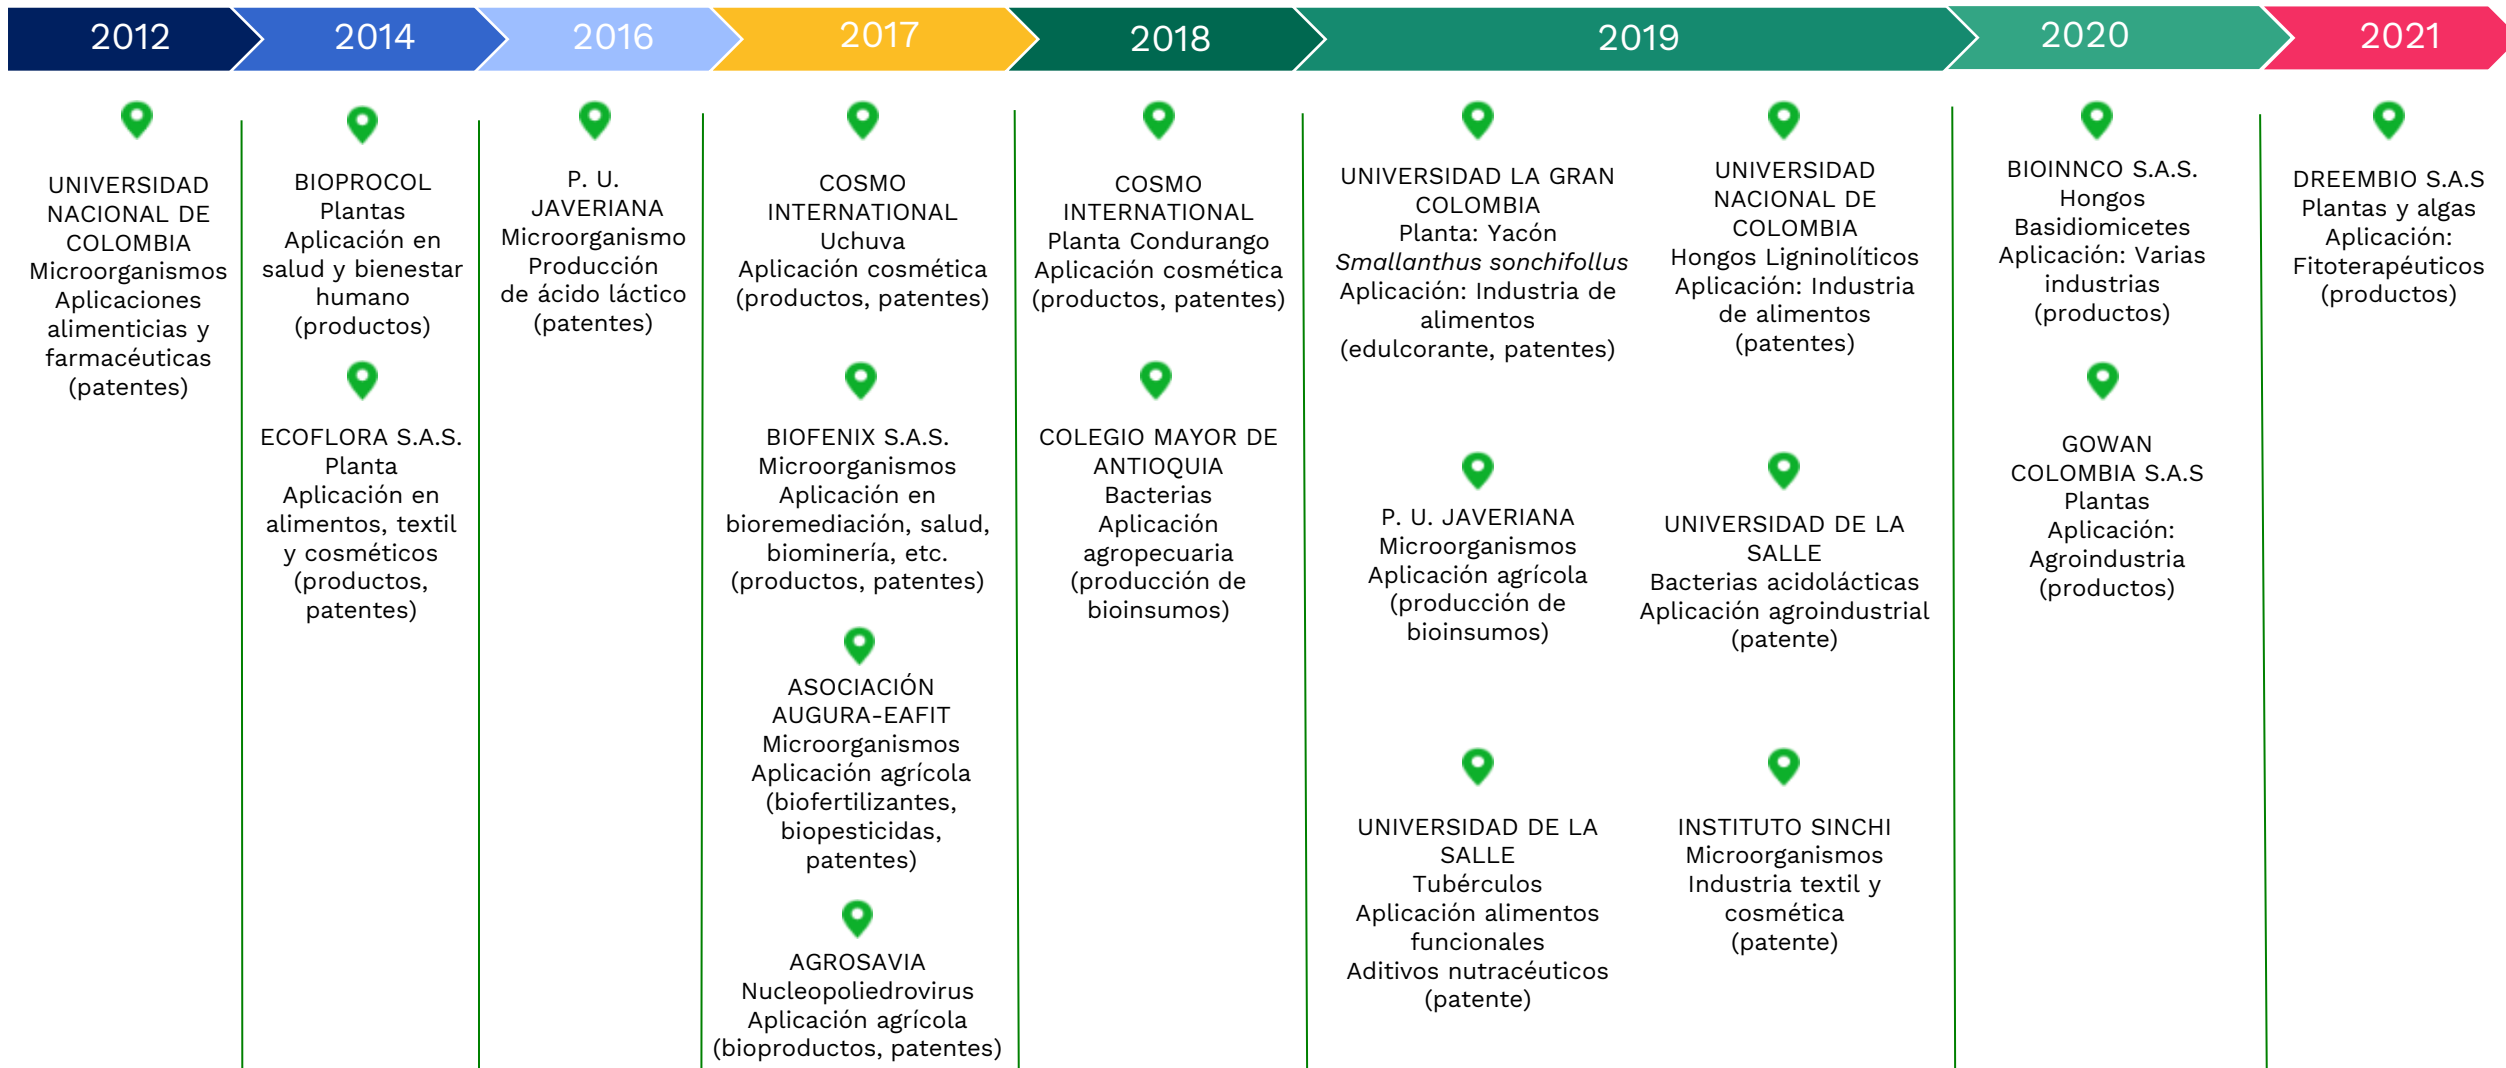 2012
2014
2016
2017
2018
2019
2020
2021
UNIVERSIDAD
NACIONAL DE
COLOMBIA
Microorganismos
Aplicaciones
alimenticias y
farmacéuticas
(patentes)
BIOPROCOL
Plantas
Aplicación en
salud y bienestar
humano
(productos)
ECOFLORA S.A.S.
Planta
Aplicación en
alimentos, textil
y cosméticos
(productos,
patentes)
P. U.
JAVERIANA
Microorganismo
Producción
de ácido láctico
(patentes)
COSMO
INTERNATIONAL
Uchuva
Aplicación cosmética
(productos, patentes)
BIOFENIX S.A.S.
Microorganismos
Aplicación en
bioremediación, salud,
biominería, etc.
(productos, patentes)
ASOCIACIÓN
AUGURA-EAFIT
Microorganismos
Aplicación agrícola
(biofertilizantes,
biopesticidas,
patentes)
AGROSAVIA
Nucleopoliedrovirus
Aplicación agrícola
(bioproductos, patentes)
COSMO
INTERNATIONAL
Planta Condurango
Aplicación cosmética
(productos, patentes)
COLEGIO MAYOR DE
ANTIOQUIA
Bacterias
Aplicación
agropecuaria
(producción de
bioinsumos)
UNIVERSIDAD LA GRAN
COLOMBIA
Planta: Yacón
Smallanthus sonchifollus
Aplicación: Industria de
alimentos
(edulcorante, patentes)
P. U. JAVERIANA
Microorganismos
Aplicación agrícola
(producción de
bioinsumos)
UNIVERSIDAD DE LA
SALLE
Tubérculos
Aplicación alimentos
funcionales
Aditivos nutracéuticos
(patente)
UNIVERSIDAD
NACIONAL DE
COLOMBIA
Hongos Ligninolíticos
Aplicación: Industria
de alimentos
(patentes)
UNIVERSIDAD DE LA
SALLE
Bacterias acidolácticas
Aplicación agroindustrial
(patente)
INSTITUTO SINCHI
Microorganismos
Industria textil y
cosmética
(patente)
BIOINNCO S.A.S.
Hongos
Basidiomicetes
Aplicación: Varias
industrias
(productos)
GOWAN
COLOMBIA S.A.S
Plantas
Aplicación:
Agroindustria
(productos)
DREEMBIO S.A.S
Plantas y algas
Aplicación:
Fitoterapéuticos
(productos)